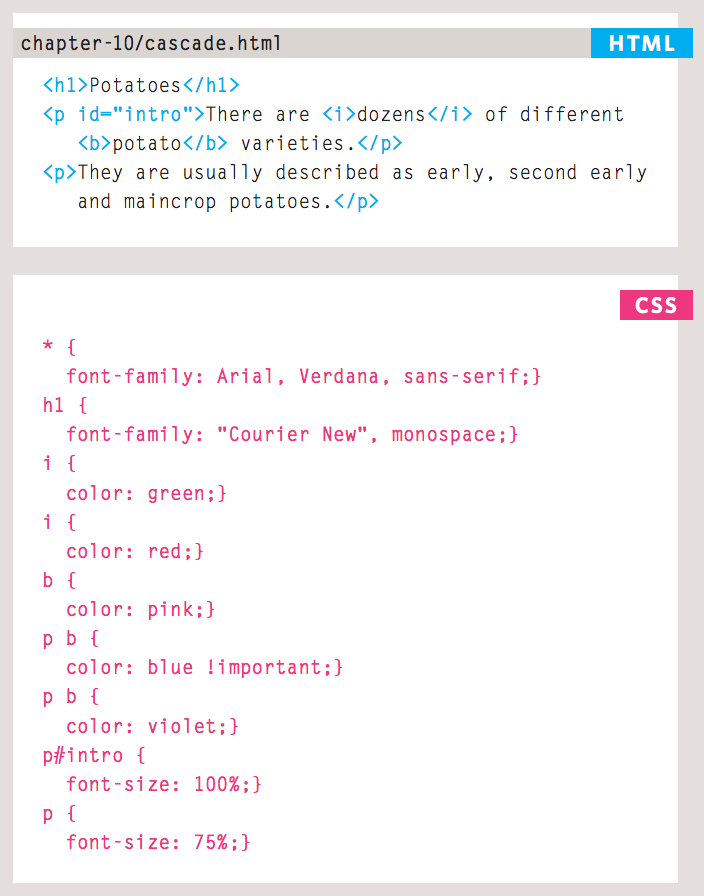 chapter-10/cascade.html HTML
<h1>Potatoes</h1>
<p id="intro">There are <i>dozens</i> of different
<b>potato</b> varieties.</p>
<p>They are usually described as early, second early
and maincrop potatoes.</p>
CSS
* {
font-family: Arial, Verdana, sans-serif;}
h1 {
font-family: "Courier New", monospace;}
i {
color: green;}
i {
color: red;}
b {
color: pink;}
p b {
color: blue !important;}
p b {
color: violet;}
p#intro {
font-size: 100%;}
p {
font-size: 75%;}